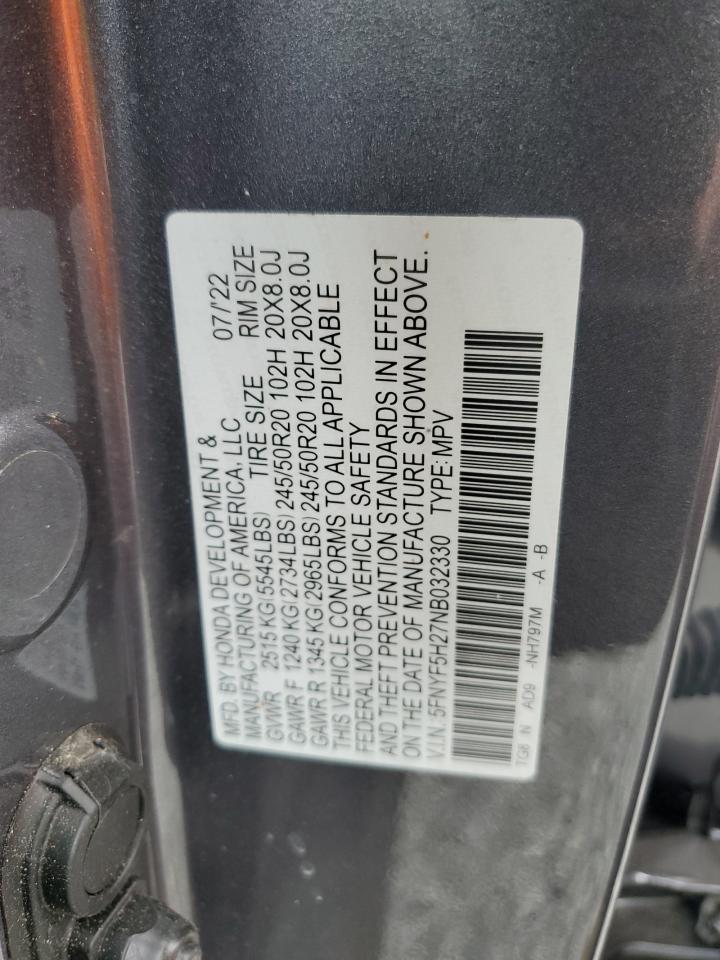 MFD. BY HONDA DEVELOPMENT &
MANUFACTURING OF AMERICA, LLC 07/'22
GVWR 2515 KG(5545LBS) TIRE SIZE RIM SIZE
GAWR F 1240 KG(2734LBS) 245/50R20 102H 20X8.0J
GAWR R 1345 KG(2965LBS) 245/50R20 102H 20X8.0J
THIS VEHICLE CONFORMS TO ALL APPLICABLE
FEDERAL MOTOR VEHICLE SAFETY
AND THEFT PREVENTION STANDARDS IN EFFECT
ON THE DATE OF MANUFACTURE SHOWN ABOVE.
V.I.N. 5FNYF5H27NB032330 TYPE: MPV
TG6 N AD9 -NH797M -A -B